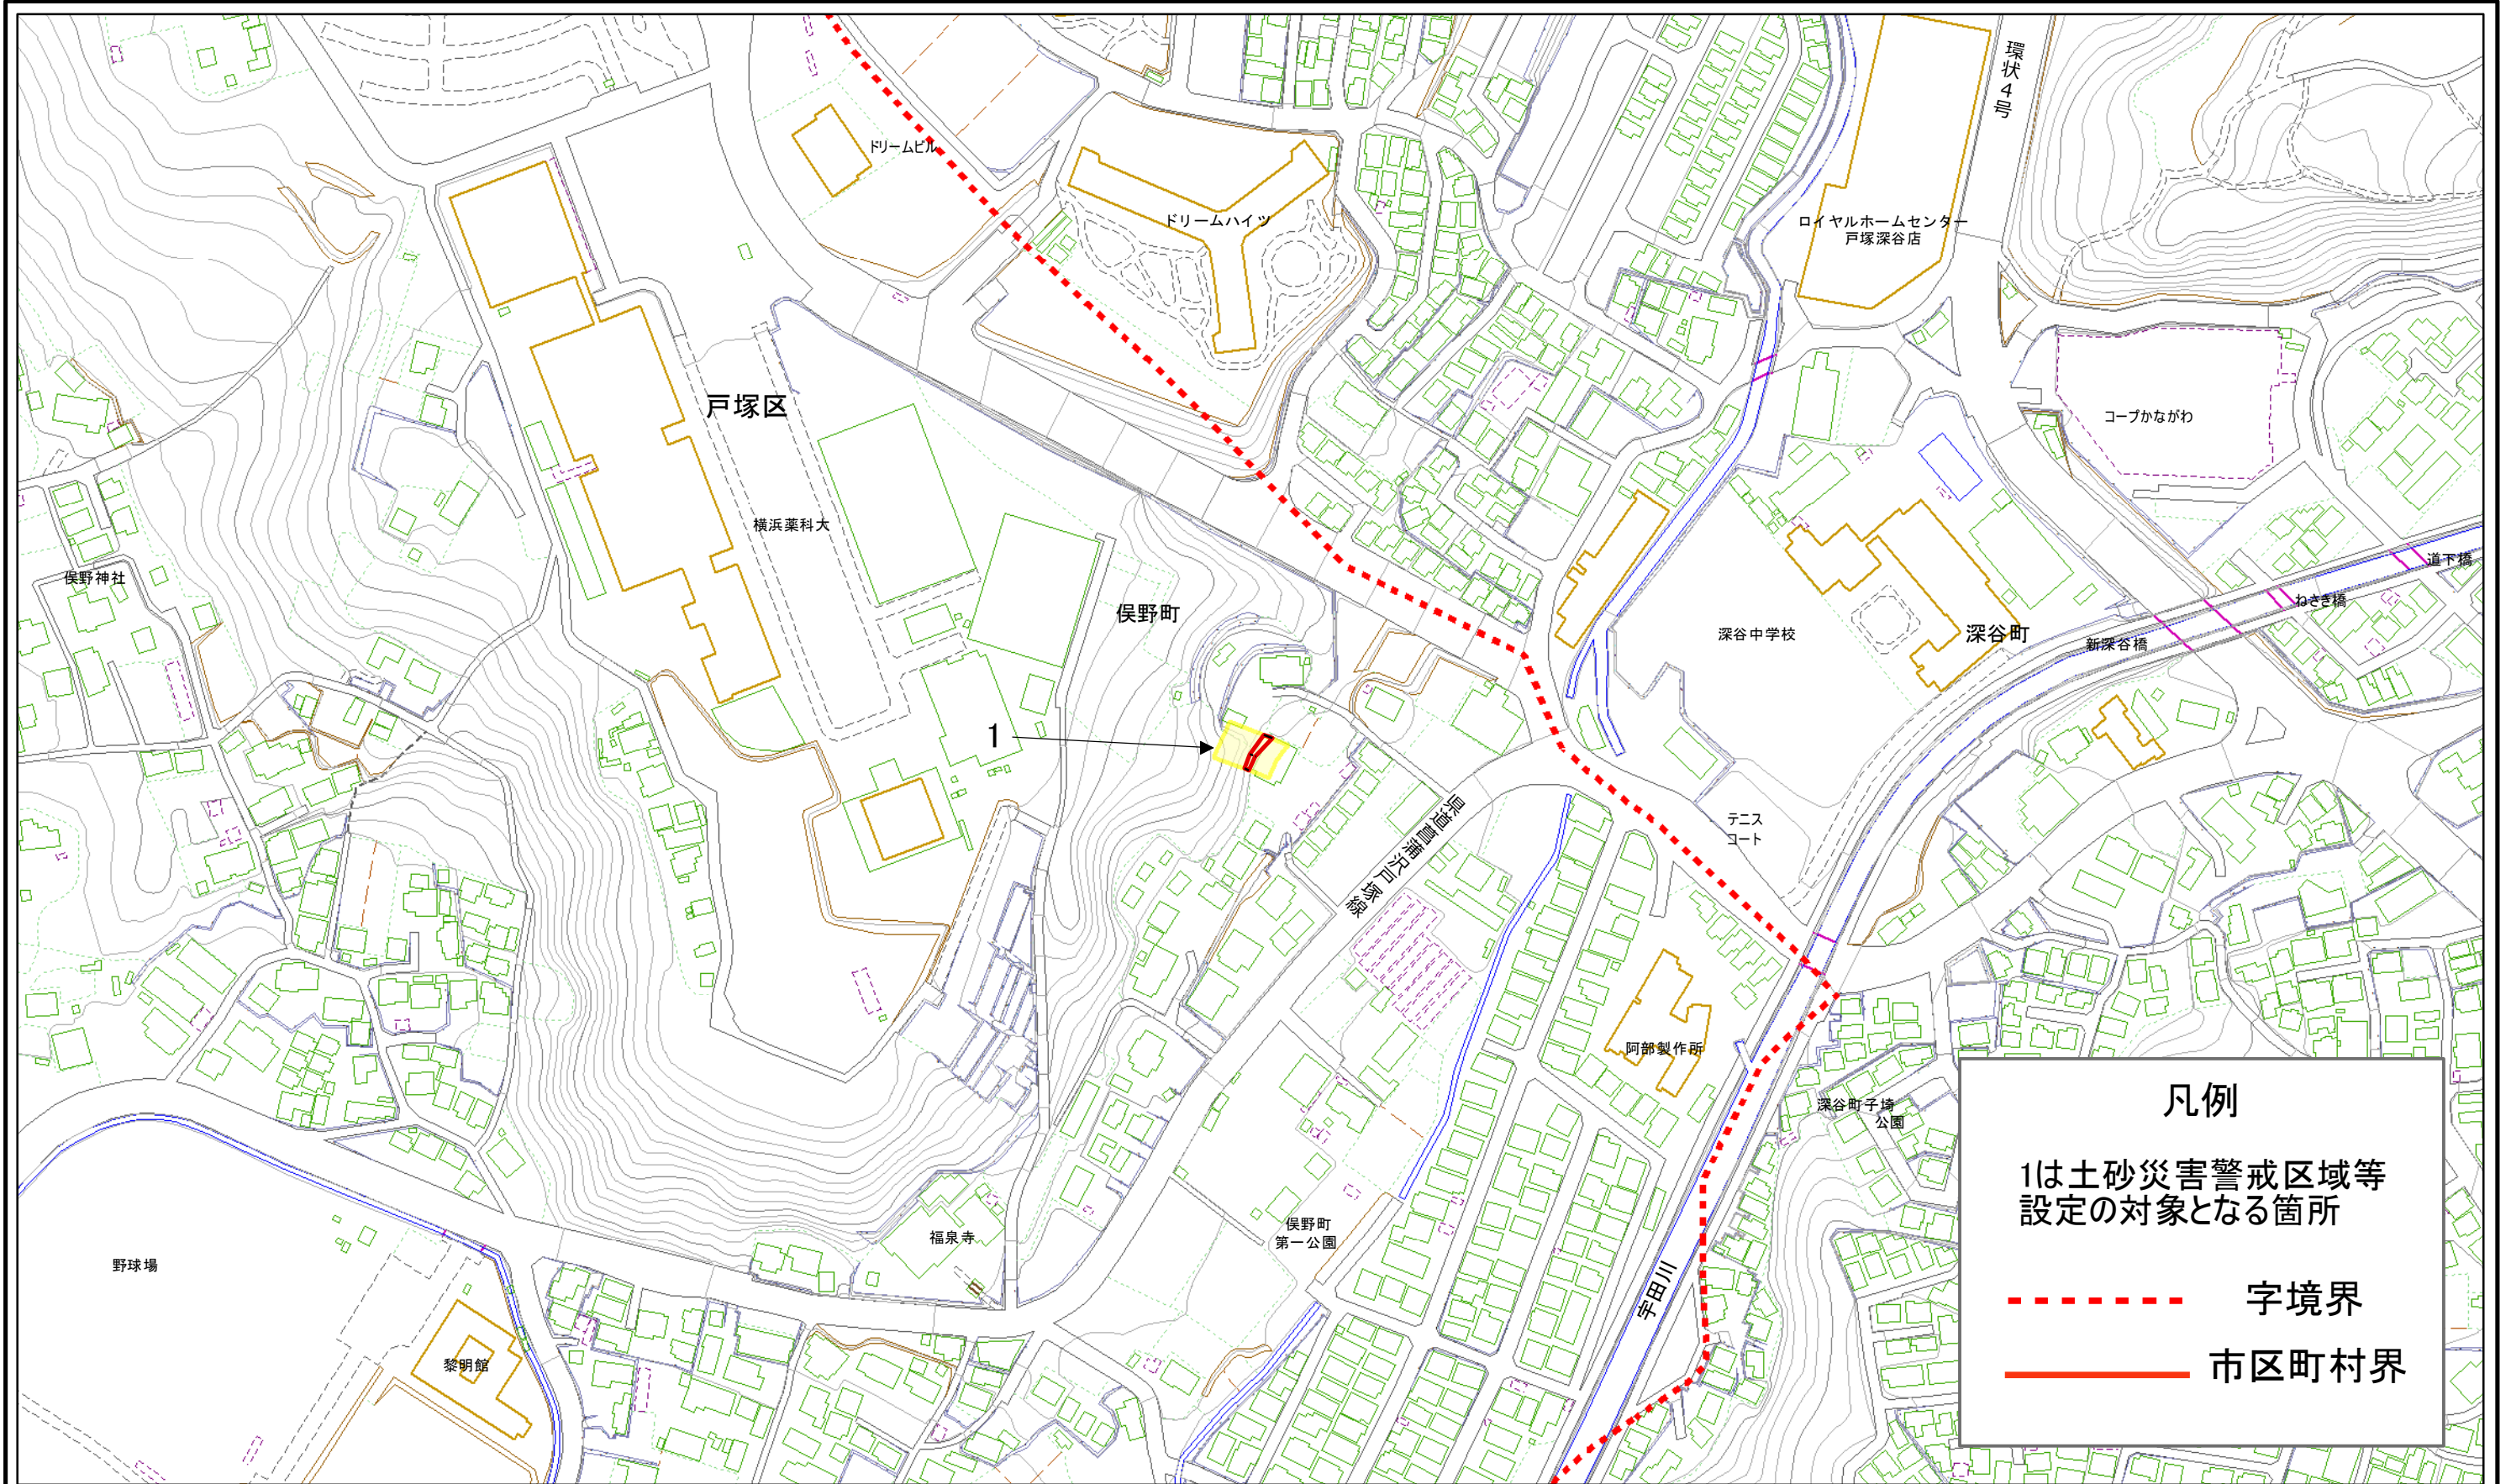 環状4号
ドリームビル
ドリームハイツ
ロイヤルホームセンター
戸塚深谷店
戸塚区
コープかながわ
横浜薬科大
俣野神社
道下橋
ねさき橋
俣野町
深谷中学校
深谷町
新深谷橋
1
県道菖蒲沢戸塚線
テニス
コート
阿部製作所
深谷町子埼
公園
福泉寺
俣野町
第一公園
野球場
宇田川
黎明館
凡例
1は土砂災害警戒区域等
設定の対象となる箇所
字境界
市区町村界